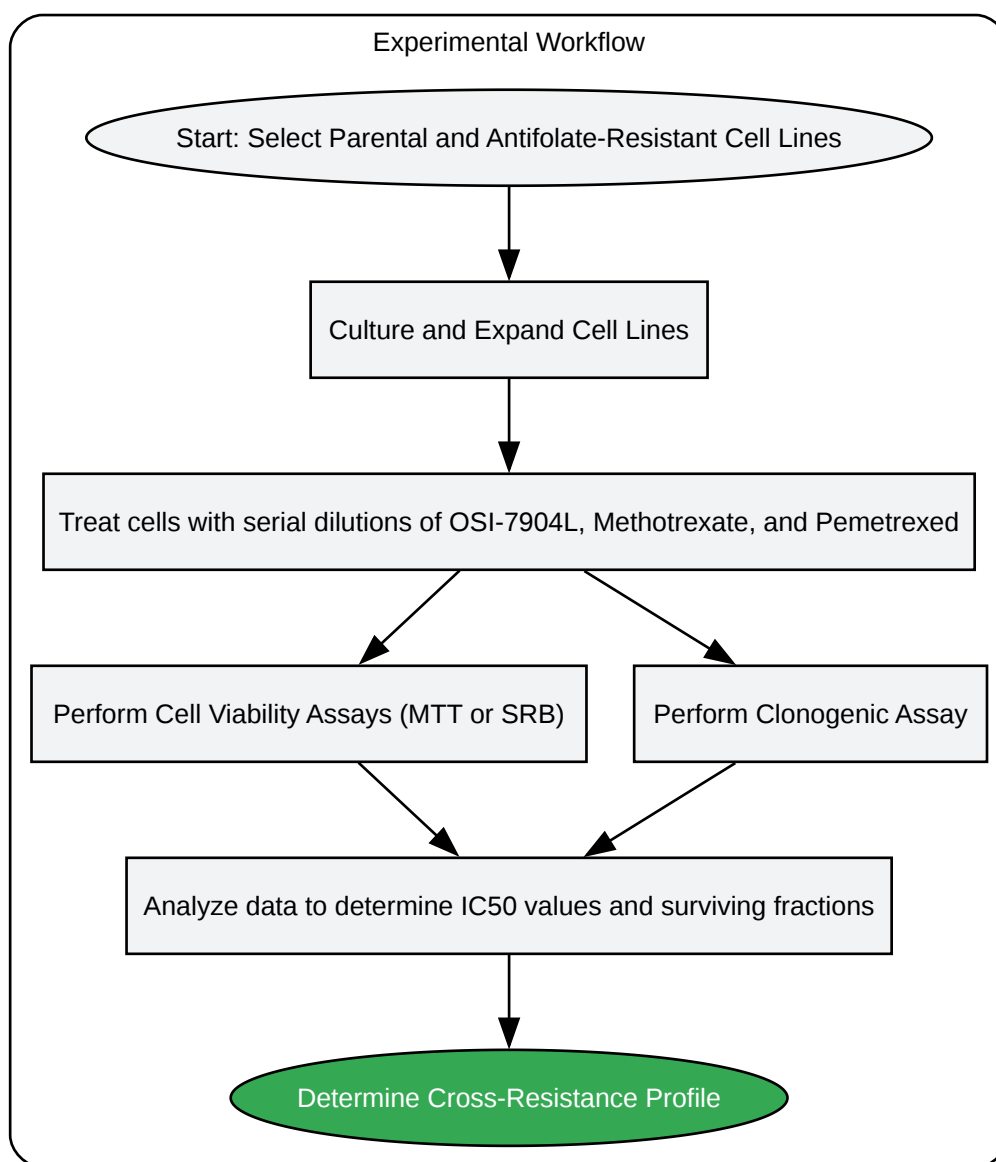 Experimental Workflow
Start: Select Parental and Antifolate-Resistant Cell Lines
Culture and Expand Cell Lines
Treat cells with serial dilutions of OSI-7904L, Methotrexate, and Pemetrexed
Perform Cell Viability Assays (MTT or SRB)
Perform Clonogenic Assay
Analyze data to determine IC50 values and surviving fractions
Determine Cross-Resistance Profile